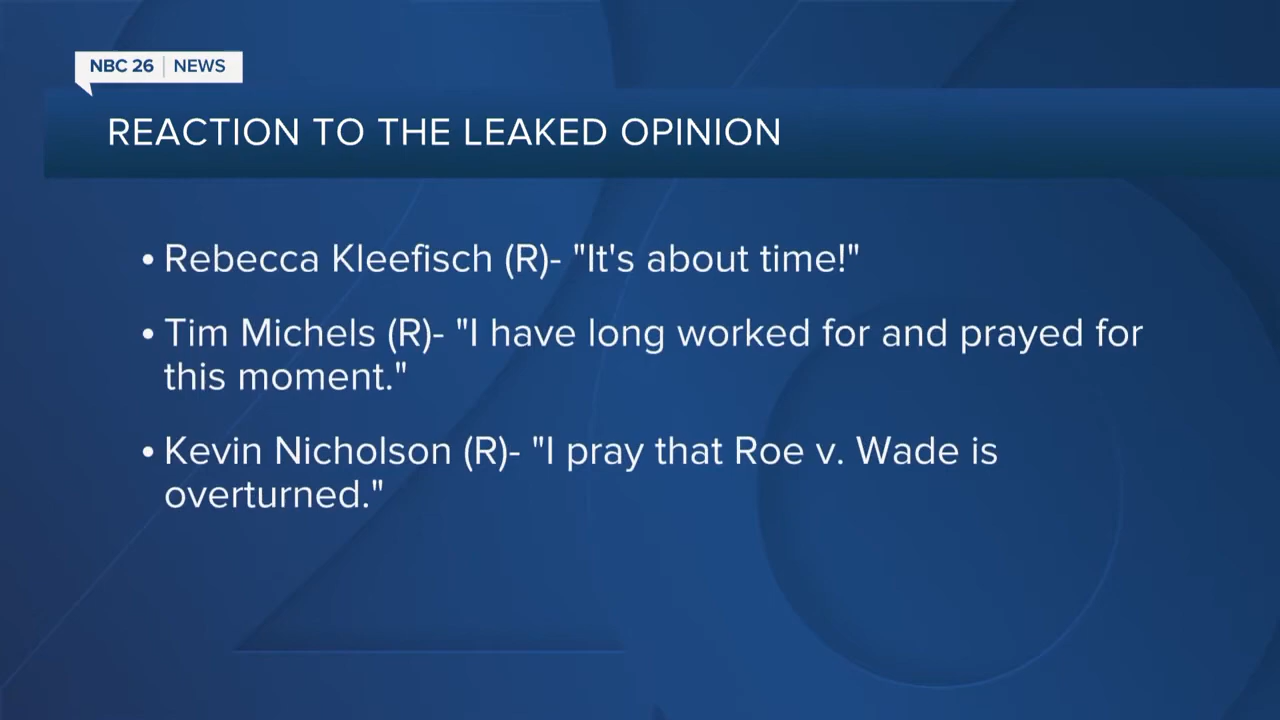 NBC 26 | NEWS
REACTION TO THE LEAKED OPINION
• Rebecca Kleefisch (R)- "It's about time!"
• Tim Michels (R)- "I have long worked for and prayed for
this moment."
• Kevin Nicholson (R)- "I pray that Roe v. Wade is
overturned."